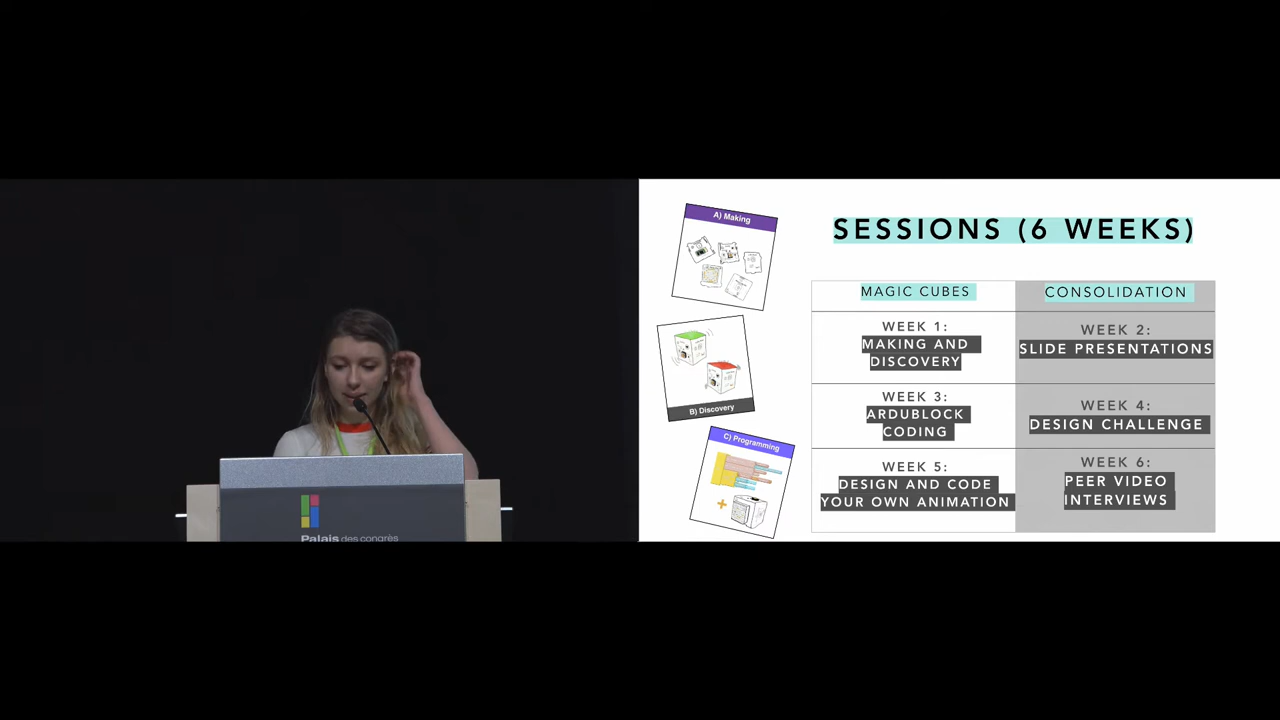 A) Making
B) Discovery
C) Programming
SESSIONS (6 WEEKS)
MAGIC CUBES
CONSOLIDATION
WEEK 1:
MAKING AND
DISCOVERY
WEEK 2:
SLIDE PRESENTATIONS
WEEK 3:
ARDUBLOCK
CODING
WEEK 4:
DESIGN CHALLENGE
WEEK 5:
DESIGN AND CODE
YOUR OWN ANIMATION
WEEK 6:
PEER VIDEO
INTERVIEWS
Palais des congrès